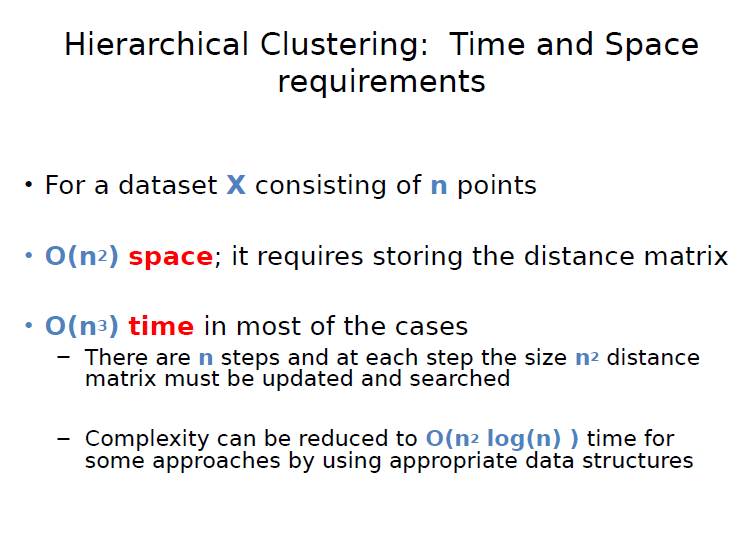 Hierarchical Clustering:  Time and Space
requirements
• For a dataset X consisting of n points
• O(n²) space; it requires storing the distance matrix
• O(n³) time in most of the cases
– There are n steps and at each step the size n² distance
matrix must be updated and searched
– Complexity can be reduced to O(n² log(n) ) time for
some approaches by using appropriate data structures